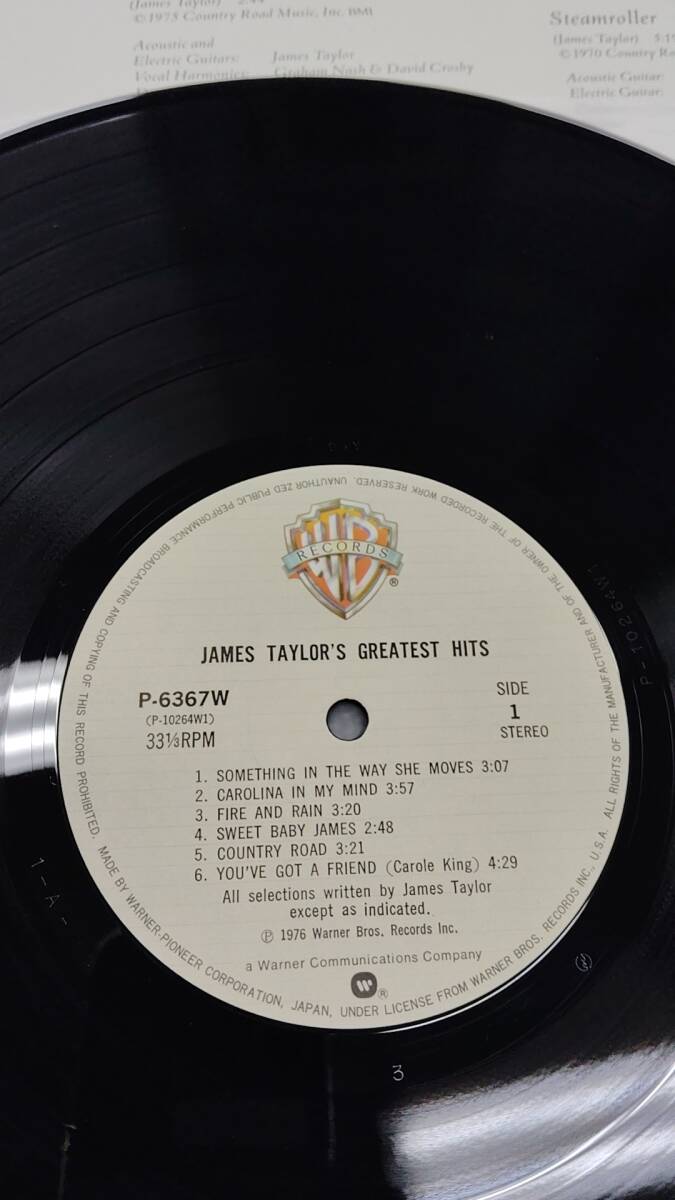 (James Taylor) 2:44
© 1975 Country Road Music, Inc. BMI
Acoustic and
Electric Guitars: James Taylor
Vocal Harmonies: Graham Nash & David Crosby
Steamroller
(James Taylor)
© 1970 Country
Acoustic Guitar:
Electric Guitar:
WB
RECORDS
®
JAMES TAYLOR'S GREATEST HITS
P-6367W
(P-10264W1)
33⅓RPM
SIDE
1
STEREO
1. SOMETHING IN THE WAY SHE MOVES 3:07
2. CAROLINA IN MY MIND 3:57
3. FIRE AND RAIN 3:20
4. SWEET BABY JAMES 2:48
5. COUNTRY ROAD 3:21
6. YOU'VE GOT A FRIEND (Carole King) 4:29
All selections written by James Taylor
except as indicated.
℗ 1976 Warner Bros. Records Inc.
a Warner Communications Company
®
MADE BY WARNER-PIONEER CORPORATION, JAPAN, UNDER LICENSE FROM WARNER BROS. RECORDS INC., U.S.A. ALL RIGHTS OF THE MANUFACTURER AND OF THE OWNER OF THE RECORDED WORK RESERVED. UNAUTHORIZED PUBLIC PERFORMANCE BROADCASTING AND COPYING OF THIS RECORD PROHIBITED.
P-10264W1
1-A-
3